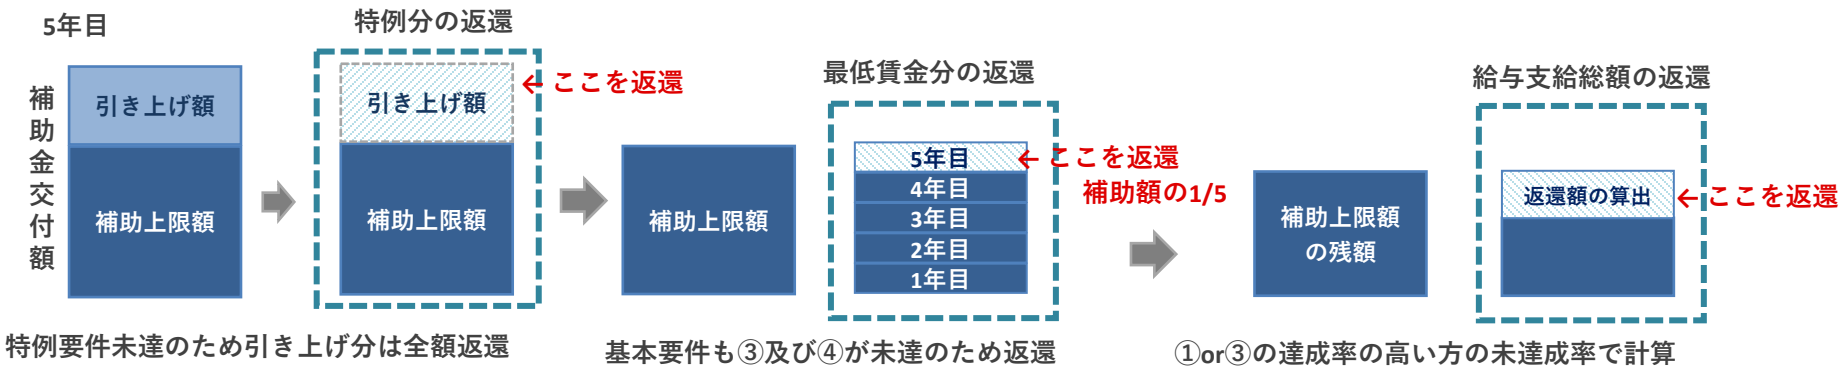 5年目
補助金交付額
引き上げ額
補助上限額
特例分の返還
引き上げ額
← ここを返還
補助上限額
補助上限額
最低賃金分の返還
5年目
← ここを返還
補助額の1/5
4年目
3年目
2年目
1年目
補助上限額
の残額
給与支給総額の返還
返還額の算出
← ここを返還
特例要件未達のため引き上げ分は全額返還
基本要件も③及び④が未達のため返還
①or③の達成率の高い方の未達成率で計算